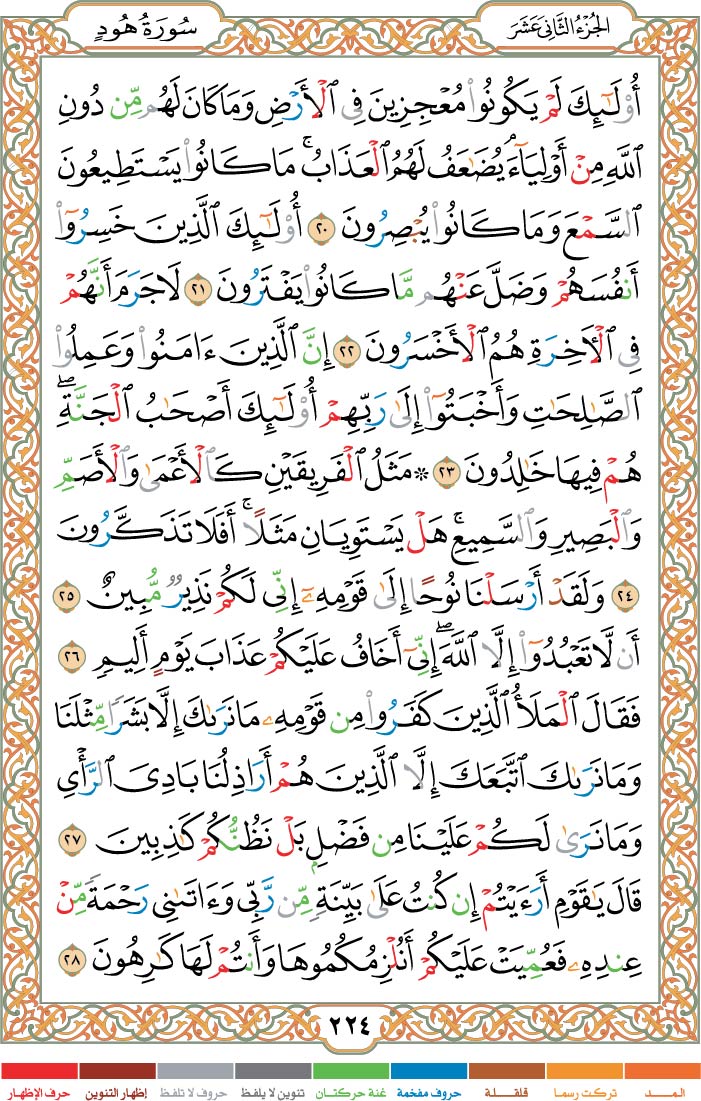 الجُزْءُ الثَّانِي عَشَرَ
سُورَةُ هُودٍ
أُوْلَٰٓئِكَ لَمْ يَكُونُوا۟ مُعْجِزِينَ فِى ٱلْأَرْضِ وَمَا كَانَ لَهُم مِّن دُونِ
ٱللَّهِ مِنْ أَوْلِيَآءَ ۘ يُضَٰعَفُ لَهُمُ ٱلْعَذَابُ ۚ مَا كَانُوا۟ يَسْتَطِيعُونَ
ٱلسَّمْعَ وَمَا كَانُوا۟ يُبْصِرُونَ ٢٠ أُوْلَٰٓئِكَ ٱلَّذِينَ خَسِرُوٓا۟
أَنفُسَهُمْ وَضَلَّ عَنْهُم مَّا كَانُوا۟ يَفْتَرُونَ ٢١ لَا جَرَمَ أَنَّهُمْ
فِى ٱلْءَاخِرَةِ هُمُ ٱلْأَخْسَرُونَ ٢٢ إِنَّ ٱلَّذِينَ ءَامَنُوا۟ وَعَمِلُوا۟
ٱلصَّٰلِحَٰتِ وَأَخْبَتُوٓا۟ إِلَىٰ رَبِّهِمْ أُوْلَٰٓئِكَ أَصْحَٰبُ ٱلْجَنَّةِ ۖ
هُمْ فِيهَا خَٰلِدُونَ ٢٣ ۞ مَثَلُ ٱلْفَرِيقَيْنِ كَٱلْأَعْمَىٰ وَٱلْأَصَمِّ
وَٱلْبَصِيرِ وَٱلسَّمِيعِ ۚ هَلْ يَسْتَوِيَانِ مَثَلًا ۚ أَفَلَا تَذَكَّرُونَ
٢٤ وَلَقَدْ أَرْسَلْنَا نُوحًا إِلَىٰ قَوْمِهِۦٓ إِنِّى لَكُمْ نَذِيرٌ مُّبِينٌ ٢٥
أَن لَّا تَعْبُدُوٓا۟ إِلَّا ٱللَّهَ ۖ إِنِّىٓ أَخَافُ عَلَيْكُمْ عَذَابَ يَوْمٍ أَلِيمٍ ٢٦
فَقَالَ ٱلْمَلَأُ ٱلَّذِينَ كَفَرُوا۟ مِن قَوْمِهِۦ مَا نَرَىٰكَ إِلَّا بَشَرًا مِّثْلَنَا
وَمَا نَرَىٰكَ ٱتَّبَعَكَ إِلَّا ٱلَّذِينَ هُمْ أَرَاذِلُنَا بَادِىَ ٱلرَّأْىِ
وَمَا نَرَىٰ لَكُمْ عَلَيْنَا مِن فَضْلٍۭ بَلْ نَظُنُّكُمْ كَٰذِبِينَ ٢٧
قَالَ يَٰقَوْمِ أَرَءَيْتُمْ إِن كُنتُ عَلَىٰ بَيِّنَةٍ مِّن رَّبِّى وَءَاتَىٰنِى رَحْمَةً مِّنْ
عِندِهِۦ فَعُمِّيَتْ عَلَيْكُمْ أَنُلْزِمُكُمُوهَا وَأَنتُمْ لَهَا كَٰرِهُونَ ٢٨
٢٢٤
المـــد تركت رسما قلقـلة حروف مفخمة غنة حركتان تنوين لا يلفظ حروف لا تلفظ إظهار التنوين حرف الإظهار